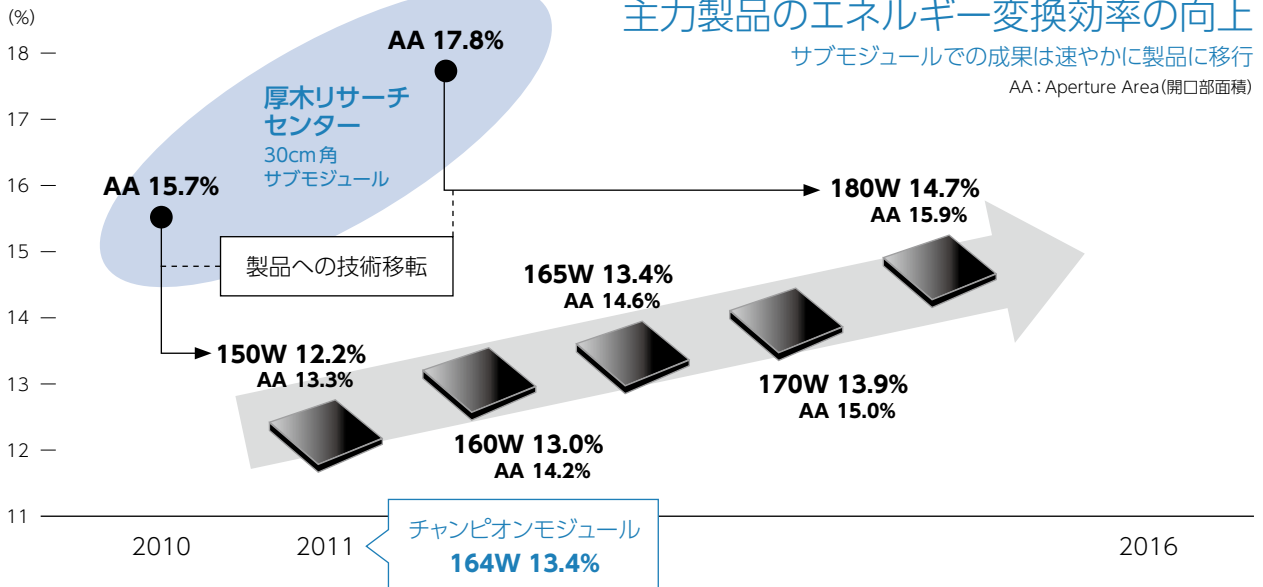 主力製品のエネルギー変換効率の向上
サブモジュールでの成果は速やかに製品に移行
AA：Aperture Area（開口部面積）
(%)
18
17
16
15
14
13
12
11
AA 17.8%
厚木リサーチ
センター
30cm角
サブモジュール
AA 15.7%
製品への技術移転
180W 14.7%
AA 15.9%
165W 13.4%
AA 14.6%
150W 12.2%
AA 13.3%
170W 13.9%
AA 15.0%
160W 13.0%
AA 14.2%
チャンピオンモジュール
164W 13.4%
2010
2011
2016